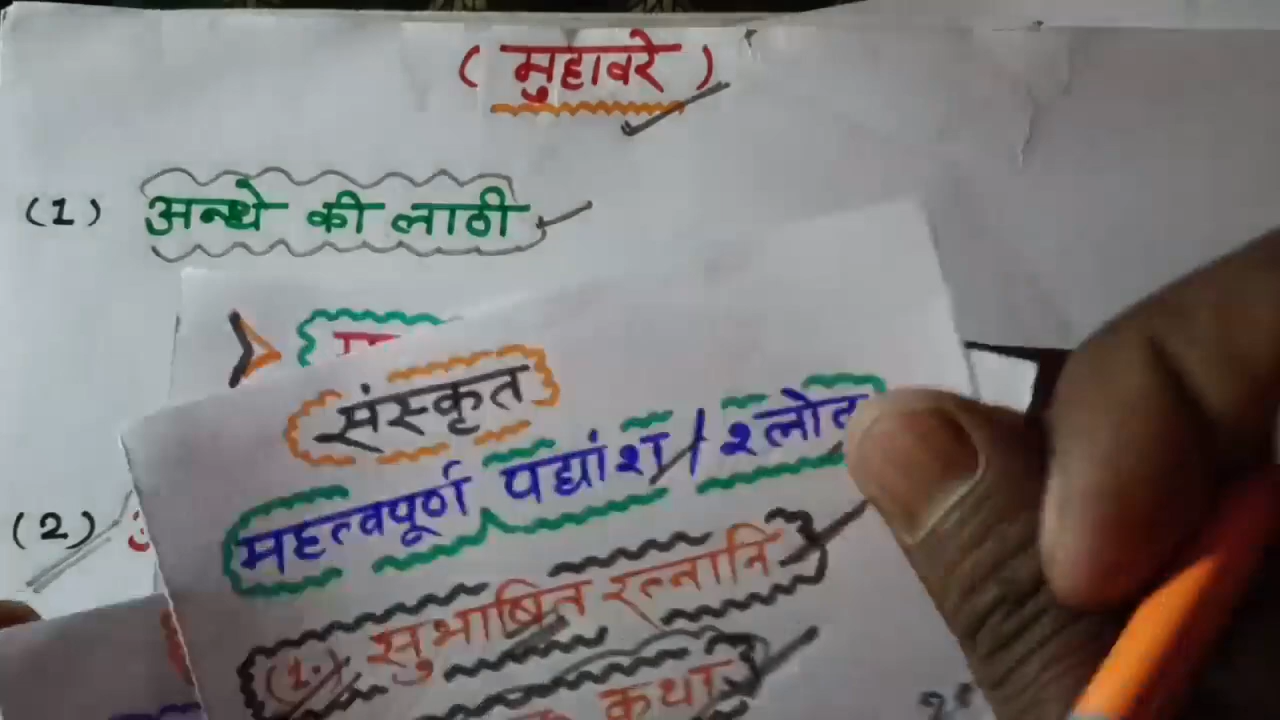 ( मुहावरे )
(1) अन्धे की लाठी
संस्कृत
महत्वपूर्ण पद्यांश / श्लोक
(1.) सुभाषित रत्नानि
(2)
कथा